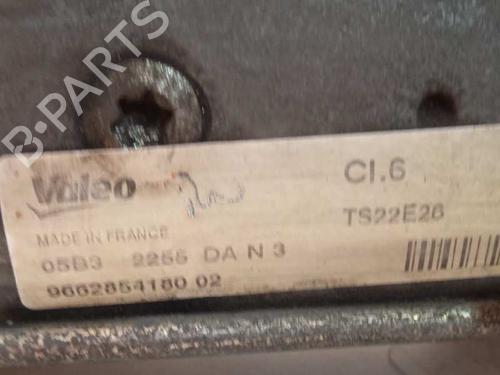 B-PARTS
Valeo
CI.6
MADE IN FRANCE
TS22E26
05B3 2255 DA N 3
9662854180 02